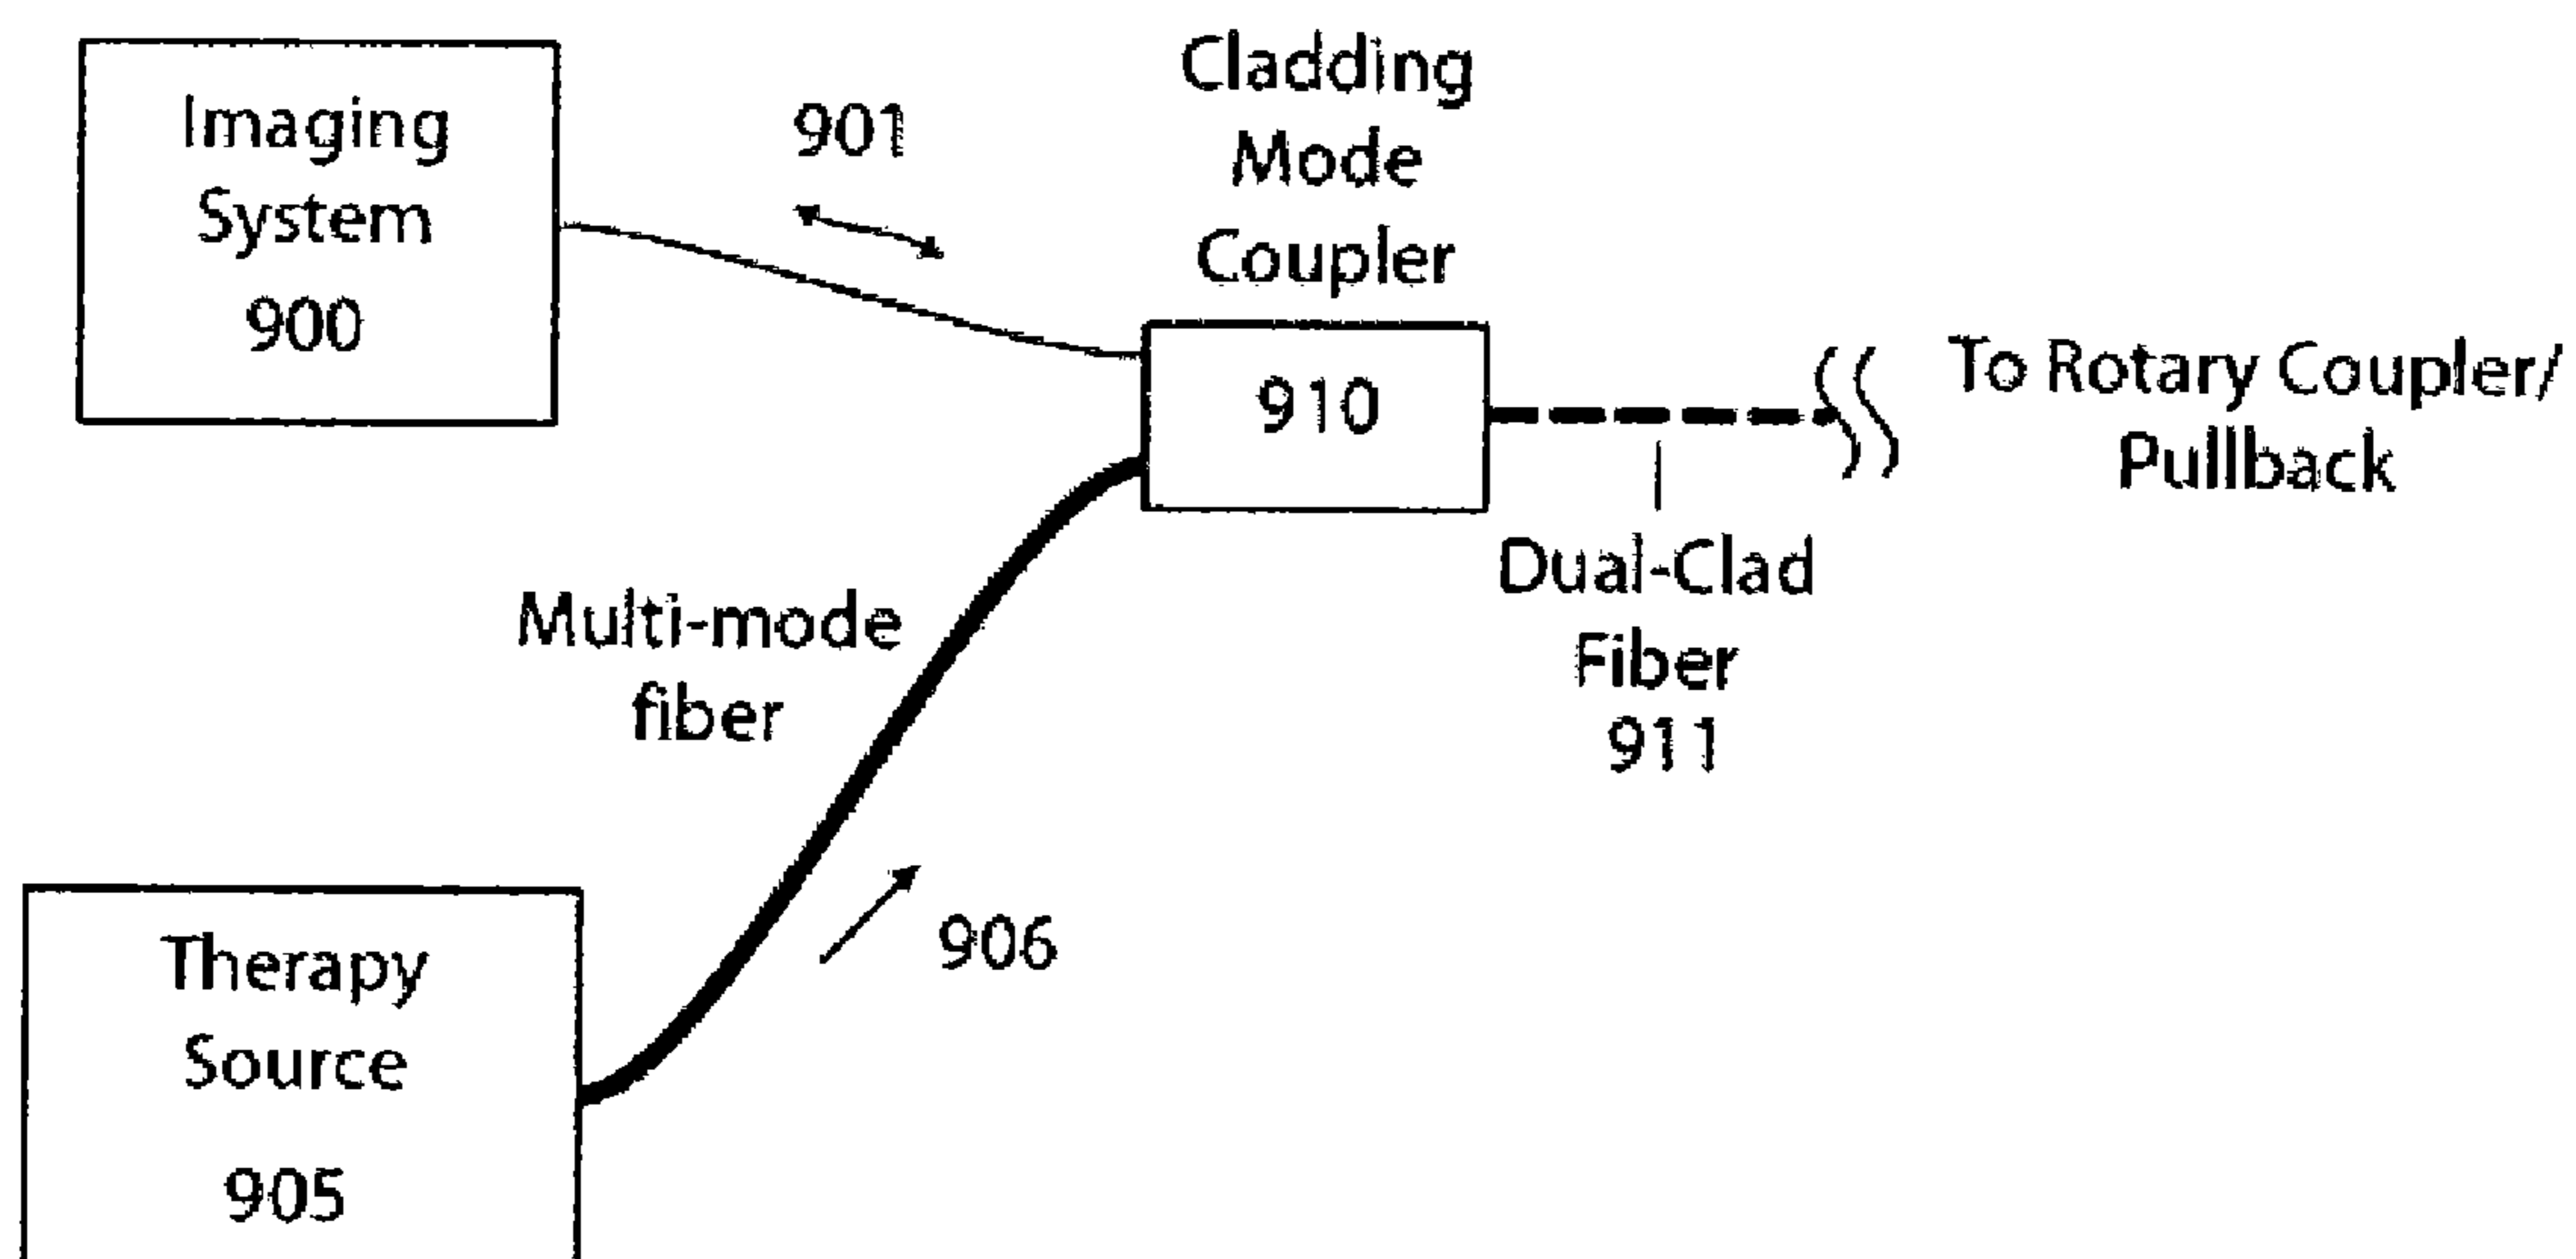 Imaging
System
900
901
Cladding
Mode
Coupler
910
To Rotary Coupler/
Pullback
Dual-Clad
Fiber
911
Multi-mode
fiber
906
Therapy
Source
905